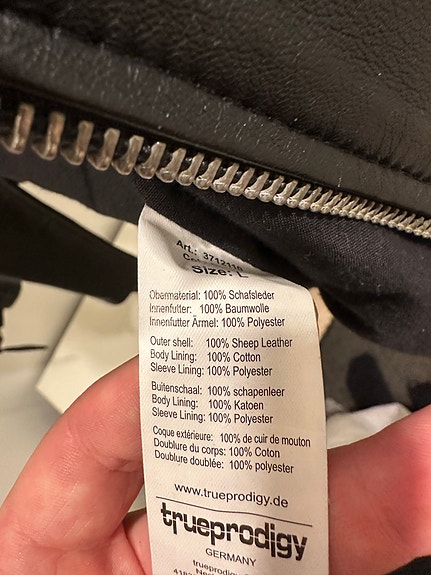 Art.:
Size: L
Obermaterial: 100% Schafsleder
Innenfutter: 100% Baumwolle
Innenfutter Ärmel: 100% Polyester
Outer shell: 100% Sheep Leather
Body Lining: 100% Cotton
Sleeve Lining: 100% Polyester
Buitenschaal: 100% schapenleer
Body Lining: 100% Katoen
Sleeve Lining: 100% Polyester
Coque extérieure: 100% de cuir de mouton
Doublure du corps: 100% Coton
Doublure doublée: 100% polyester
www.trueprodigy.de
trueprodigy
GERMANY